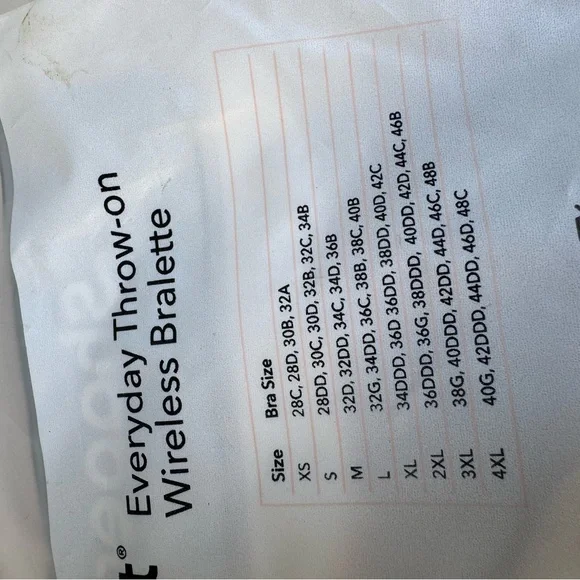 t® Everyday Throw-on
Wireless Bralette
Size Bra Size
XS 28C, 28D, 30B, 32A
S 28DD, 30C, 30D, 32B, 32C, 34B
M 32D, 32DD, 34C, 34D, 36B
L 32G, 34DD, 36C, 38B, 38C, 40B
XL 34DDD, 36D 36DD, 38DD, 40D, 42C
2XL 36DDD, 36G, 38DDD, 40DD, 42D, 44C, 46B
3XL 38G, 40DDD, 42DD, 44D, 46C, 48B
4XL 40G, 42DDD, 44DD, 46D, 48C